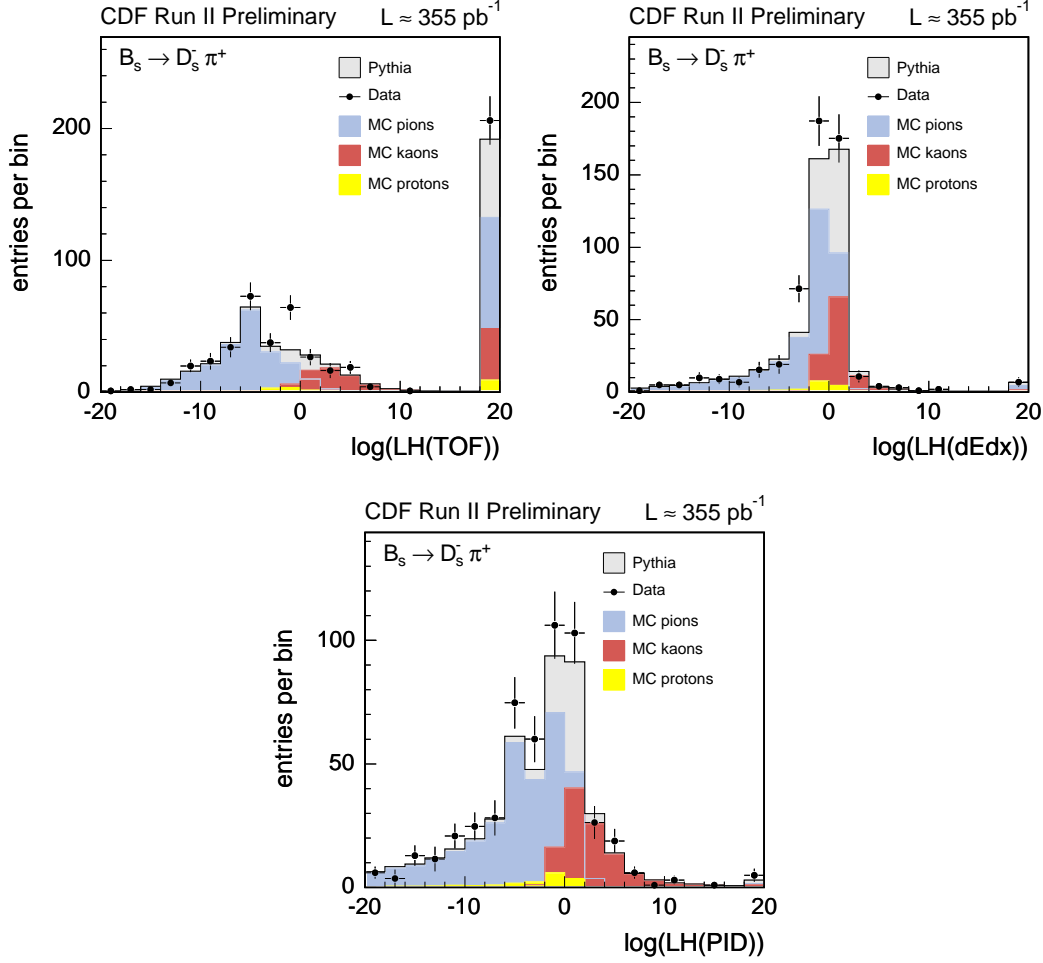 CDF Run II Preliminary L ≈ 355 pb⁻¹
B_s → D_s⁻ π⁺
Pythia
Data
MC pions
MC kaons
MC protons
entries per bin
200
100
0
-20 -10 0 10 20
log(LH(TOF))
CDF Run II Preliminary L ≈ 355 pb⁻¹
B_s → D_s⁻ π⁺
Pythia
Data
MC pions
MC kaons
MC protons
entries per bin
200
150
100
50
0
-20 -10 0 10 20
log(LH(dEdx))
CDF Run II Preliminary L ≈ 355 pb⁻¹
B_s → D_s⁻ π⁺
Pythia
Data
MC pions
MC kaons
MC protons
entries per bin
100
50
0
-20 -10 0 10 20
log(LH(PID))